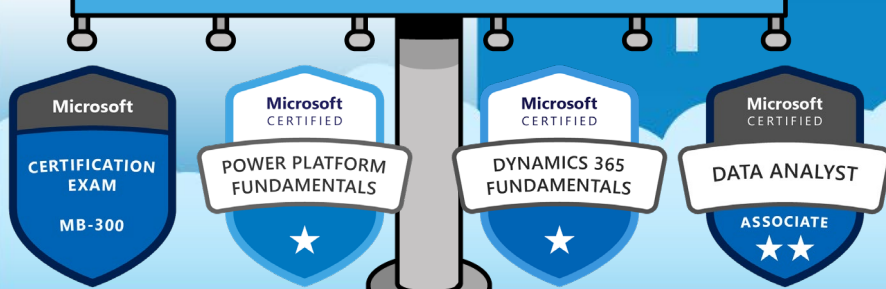 Microsoft
CERTIFICATION
EXAM
MB-300
Microsoft
CERTIFIED
POWER PLATFORM
FUNDAMENTALS
Microsoft
CERTIFIED
DYNAMICS 365
FUNDAMENTALS
Microsoft
CERTIFIED
DATA ANALYST
ASSOCIATE